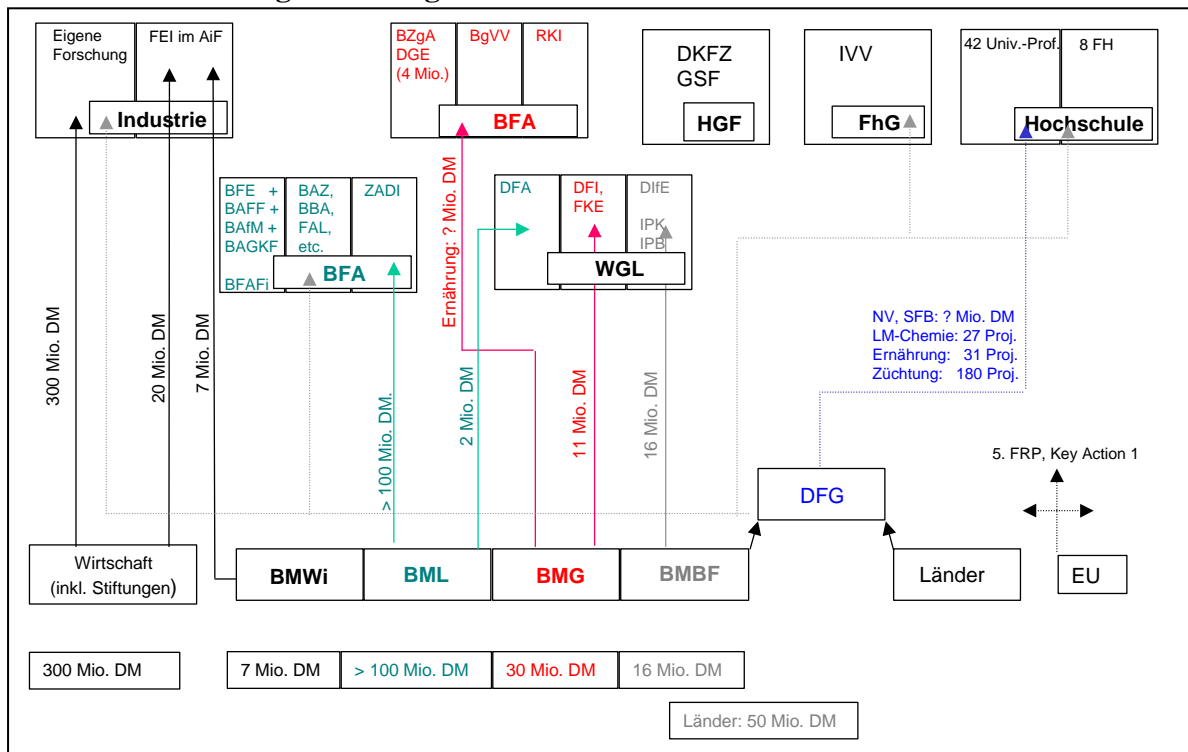 Eigene
Forschung
FEI im AiF
Industrie
BZgA
DGE
(4 Mio.)
BgVV
RKI
BFA
DKFZ
GSF
HGF
IVV
FhG
42 Univ.-Prof.
8 FH
Hochschule
BFE +
BAFF +
BAfM +
BAGKF
BFAFi
BAZ,
BBA,
FAL,
etc.
ZADI
BFA
DFA
DFI,
FKE
DIfE
IPK
IPB
WGL
300 Mio. DM
20 Mio. DM
7 Mio. DM
> 100 Mio. DM.
Ernährung: ? Mio. DM
2 Mio. DM
11 Mio. DM
16 Mio. DM
NV, SFB: ? Mio. DM
LM-Chemie: 27 Proj.
Ernährung: 31 Proj.
Züchtung: 180 Proj.
5. FRP, Key Action 1
DFG
Wirtschaft
(inkl. Stiftungen)
BMWi
BML
BMG
BMBF
Länder
EU
300 Mio. DM
7 Mio. DM
> 100 Mio. DM
30 Mio. DM
16 Mio. DM
Länder: 50 Mio. DM